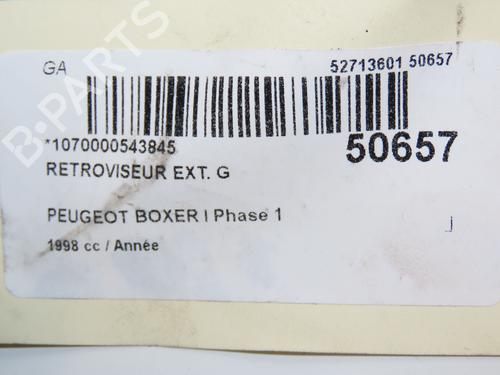 GA
52713601 50657
*1070000543845
50657
RETROVISEUR EXT. G
PEUGEOT BOXER I Phase 1
J
1998 cc / Année
B-PARTS